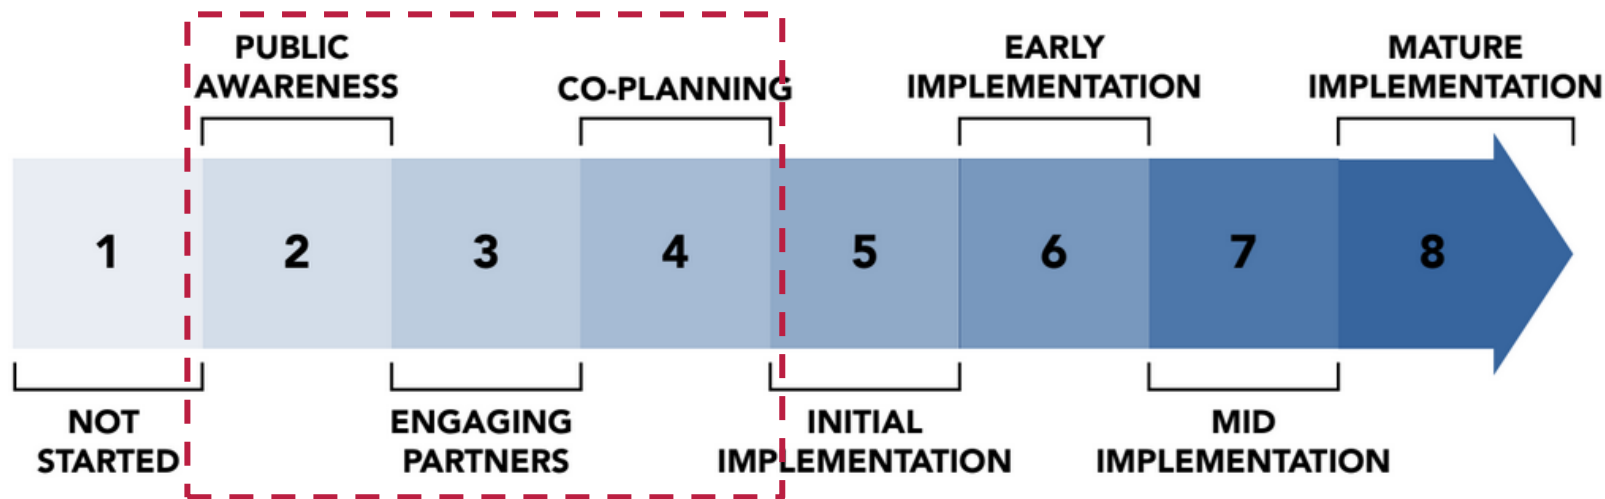 PUBLIC
AWARENESS
CO-PLANNING
EARLY
IMPLEMENTATION
MATURE
IMPLEMENTATION
1
2
3
4
5
6
7
8
NOT
STARTED
ENGAGING
PARTNERS
INITIAL
IMPLEMENTATION
MID
IMPLEMENTATION